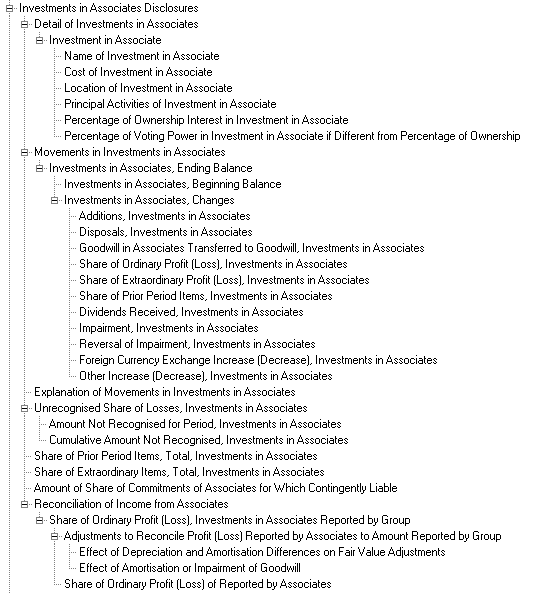 Investments in Associates Disclosures
Detail of Investments in Associates
Investment in Associate
Name of Investment in Associate
Cost of Investment in Associate
Location of Investment in Associate
Principal Activities of Investment in Associate
Percentage of Ownership Interest in Investment in Associate
Percentage of Voting Power in Investment in Associate if Different from Percentage of Ownership
Movements in Investments in Associates
Investments in Associates, Ending Balance
Investments in Associates, Beginning Balance
Investments in Associates, Changes
Additions, Investments in Associates
Disposals, Investments in Associates
Goodwill in Associates Transferred to Goodwill, Investments in Associates
Share of Ordinary Profit (Loss), Investments in Associates
Share of Extraordinary Profit (Loss), Investments in Associates
Share of Prior Period Items, Investments in Associates
Dividends Received, Investments in Associates
Impairment, Investments in Associates
Reversal of Impairment, Investments in Associates
Foreign Currency Exchange Increase (Decrease), Investments in Associates
Other Increase (Decrease), Investments in Associates
Explanation of Movements in Investments in Associates
Unrecognised Share of Losses, Investments in Associates
Amount Not Recognised for Period, Investments in Associates
Cumulative Amount Not Recognised, Investments in Associates
Share of Prior Period Items, Total, Investments in Associates
Share of Extraordinary Items, Total, Investments in Associates
Amount of Share of Commitments of Associates for Which Contingently Liable
Reconciliation of Income from Associates
Share of Ordinary Profit (Loss), Investments in Associates Reported by Group
Adjustments to Reconcile Profit (Loss) Reported by Associates to Amount Reported by Group
Effect of Depreciation and Amortisation Differences on Fair Value Adjustments
Effect of Amortisation or Impairment of Goodwill
Share of Ordinary Profit (Loss) of Reported by Associates